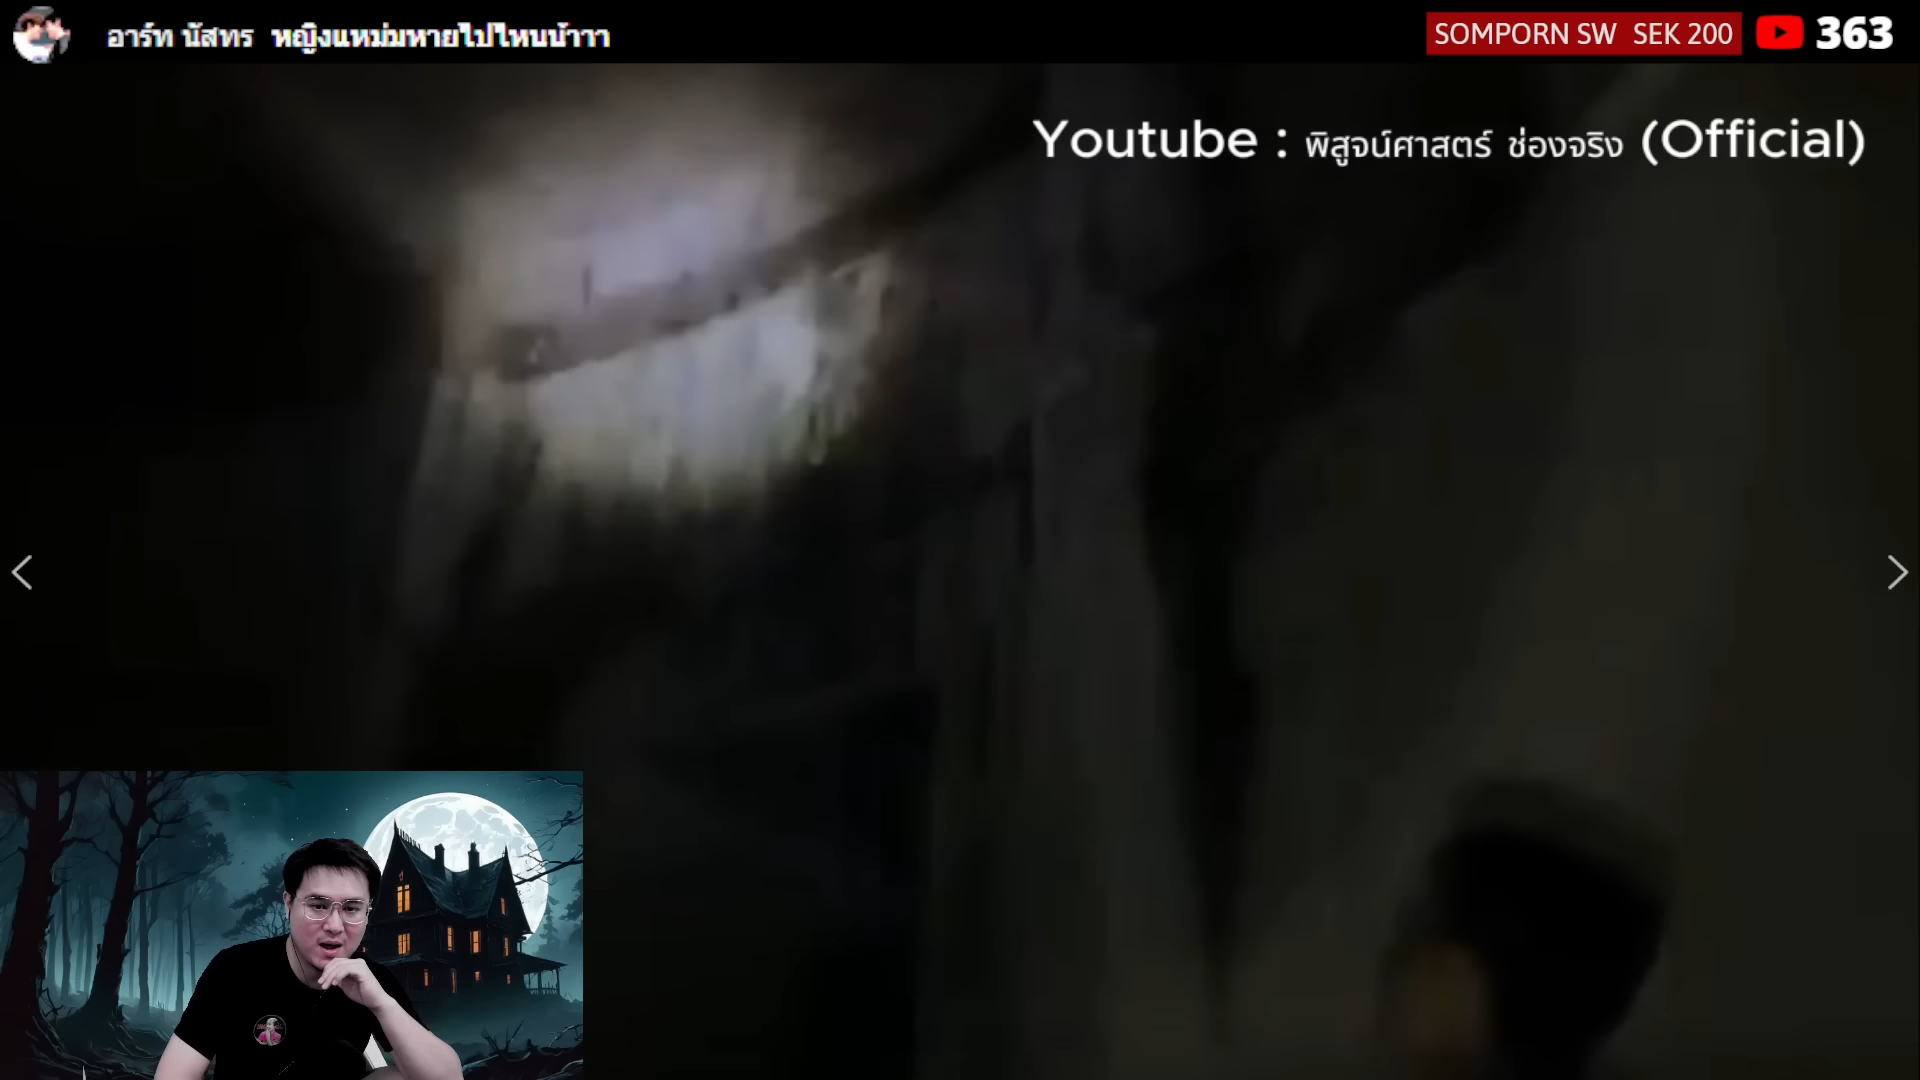 อาร์ท นัสทร หญิงแหม่มหายไปไหนน้าาา
SOMPORN SW SEK 200
363
Youtube : พิสูจน์ศาสตร์ ช่องจริง (Official)